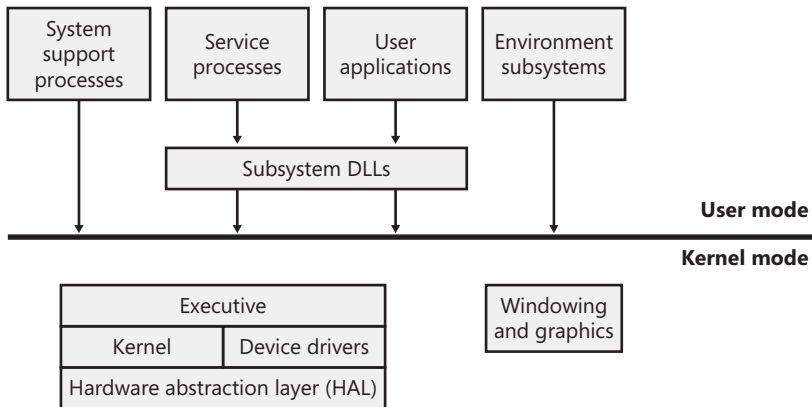 System
support
processes
Service
processes
User
applications
Environment
subsystems
Subsystem DLLs
User mode
Kernel mode
Executive
Kernel
Device drivers
Hardware abstraction layer (HAL)
Windowing
and graphics